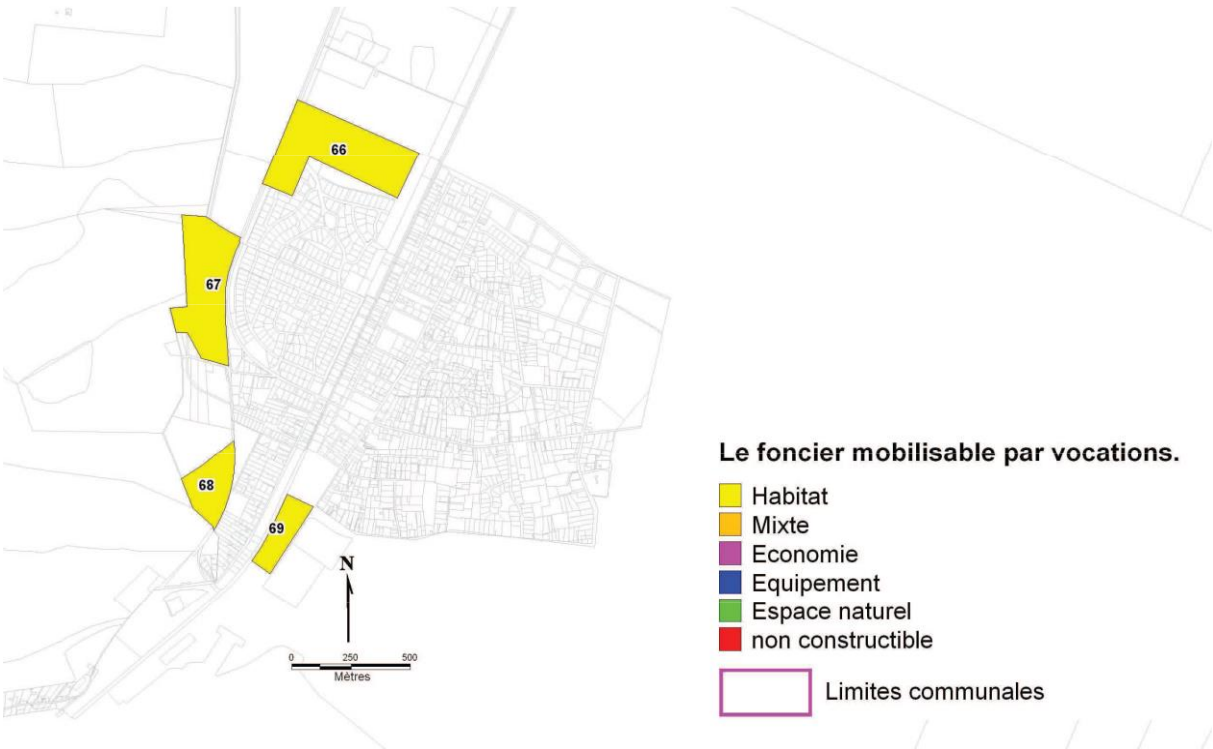 66
67
68
69
N
0 250 500
Mètres
Le foncier mobilisable par vocations.
Habitat
Mixte
Economie
Equipement
Espace naturel
non constructible
Limites communales